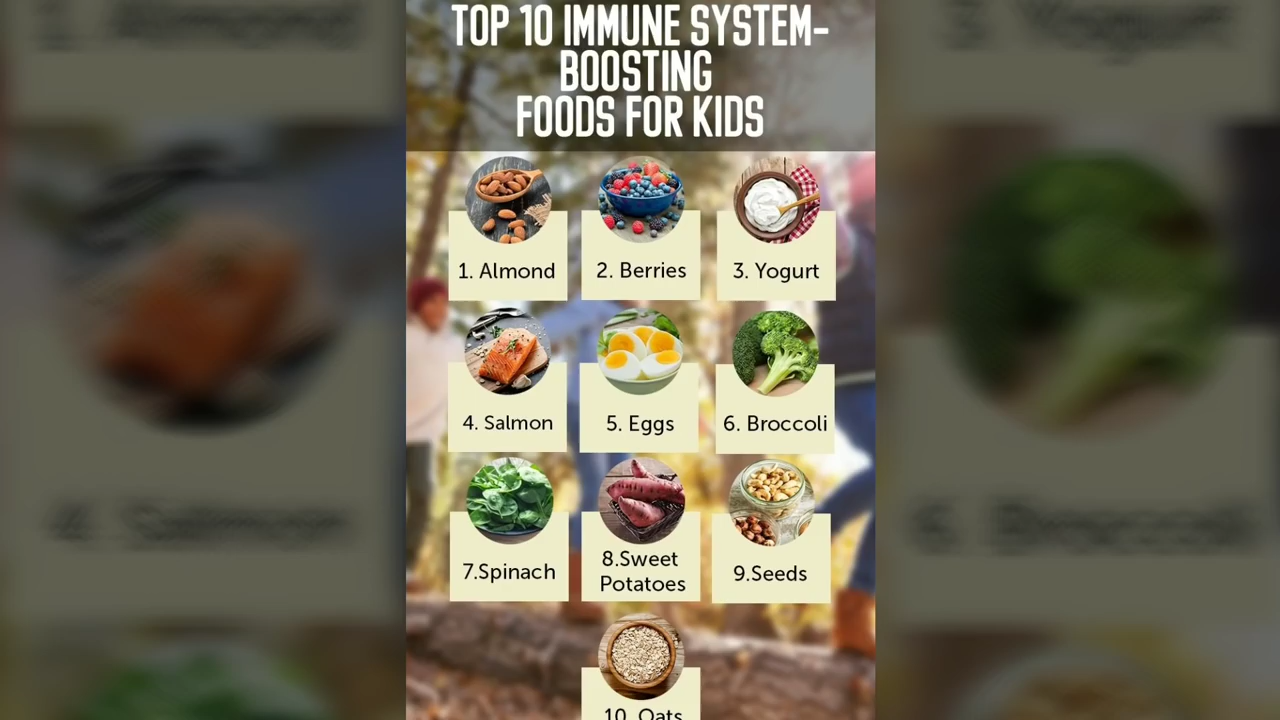 TOP 10 IMMUNE SYSTEM-
BOOSTING
FOODS FOR KIDS
1. Almond
2. Berries
3. Yogurt
4. Salmon
5. Eggs
6. Broccoli
7.Spinach
8.Sweet
Potatoes
9.Seeds
10. Oats